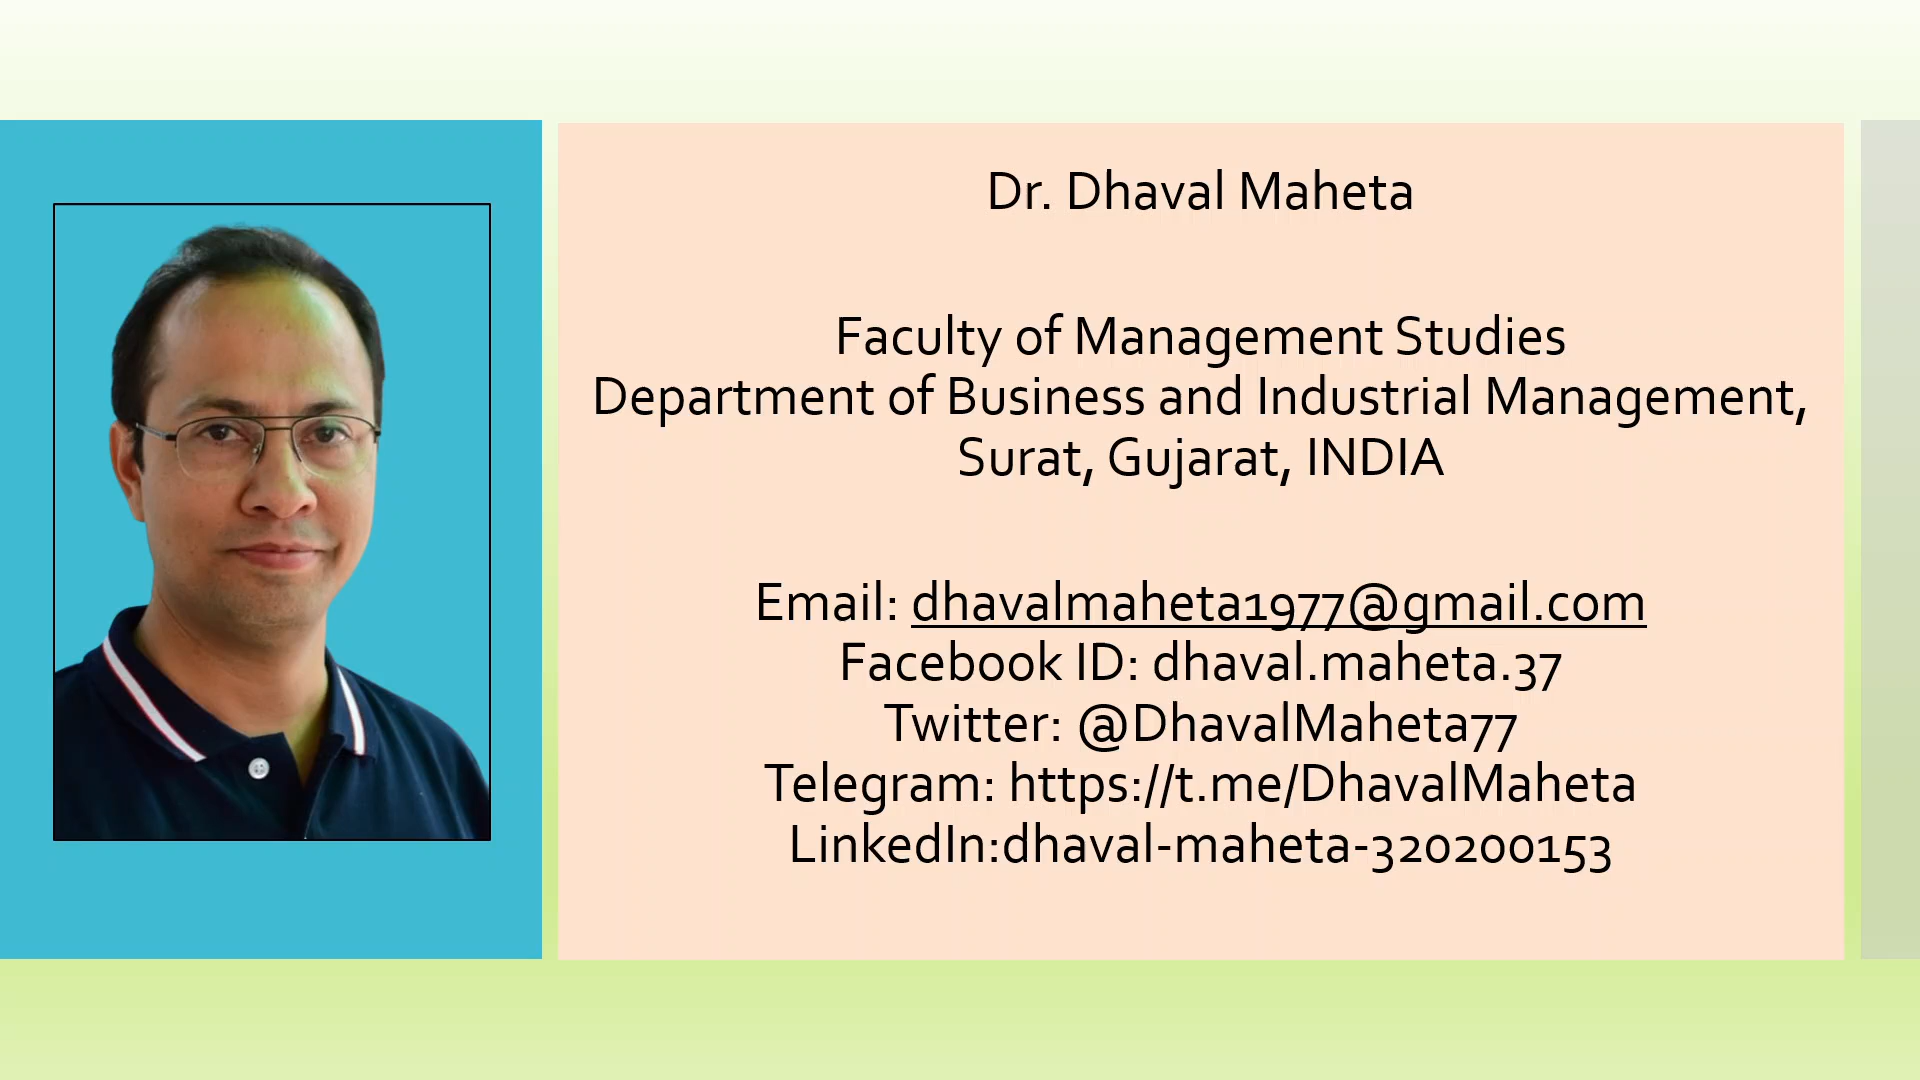 Dr. Dhaval Maheta
Faculty of Management Studies
Department of Business and Industrial Management,
Surat, Gujarat, INDIA
Email: dhavalmaheta1977@gmail.com
Facebook ID: dhaval.maheta.37
Twitter: @DhavalMaheta77
Telegram: https://t.me/DhavalMaheta
LinkedIn:dhaval-maheta-320200153